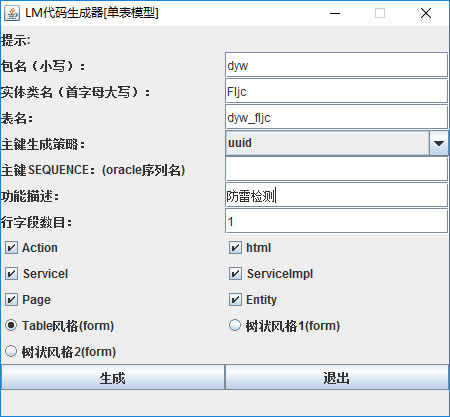 LM代码生成器[单表模型]
提示:
包名（小写）： dyw
实体类名（首字母大写）： Fljc
表名： dyw_fljc
主键生成策略： uuid
主键SEQUENCE：(oracle序列名)
功能描述： 防雷检测
行字段数目： 1
Action html
ServiceI ServiceImpl
Page Entity
Table风格(form) 树状风格1(form)
树状风格2(form)
生成 退出